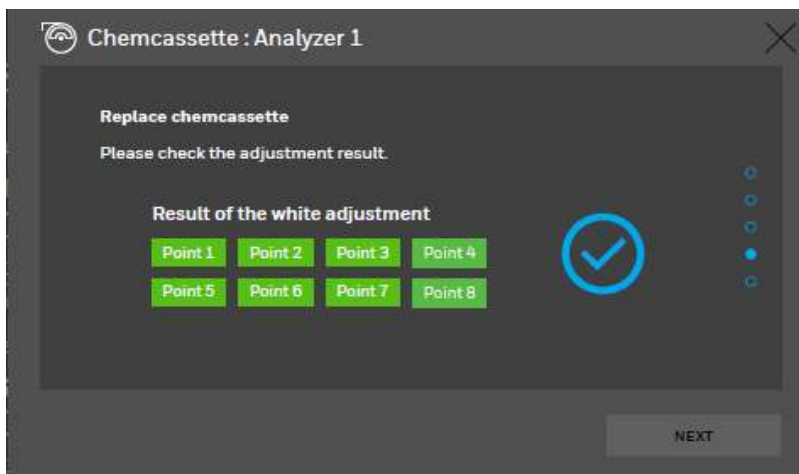 Chemcassette : Analyzer 1
Replace chemcassette
Please check the adjustment result.
Result of the white adjustment
Point 1 Point 2 Point 3 Point 4
Point 5 Point 6 Point 7 Point 8
NEXT